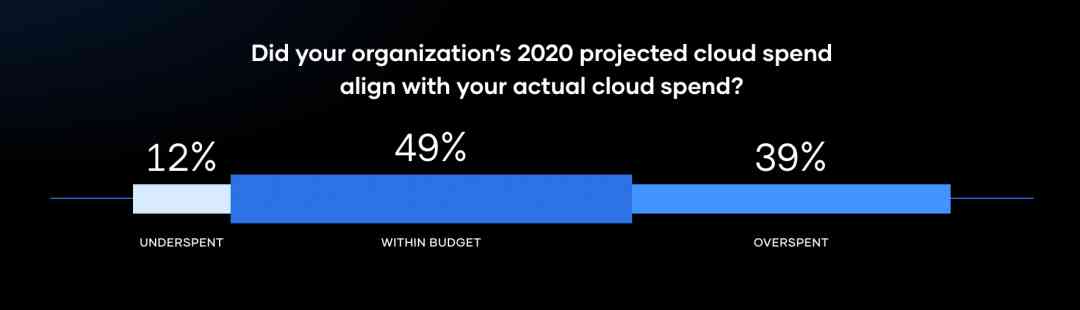 Did your organization’s 2020 projected cloud spend
align with your actual cloud spend?
12%
49%
39%
UNDERSPENT
WITHIN BUDGET
OVERSPENT